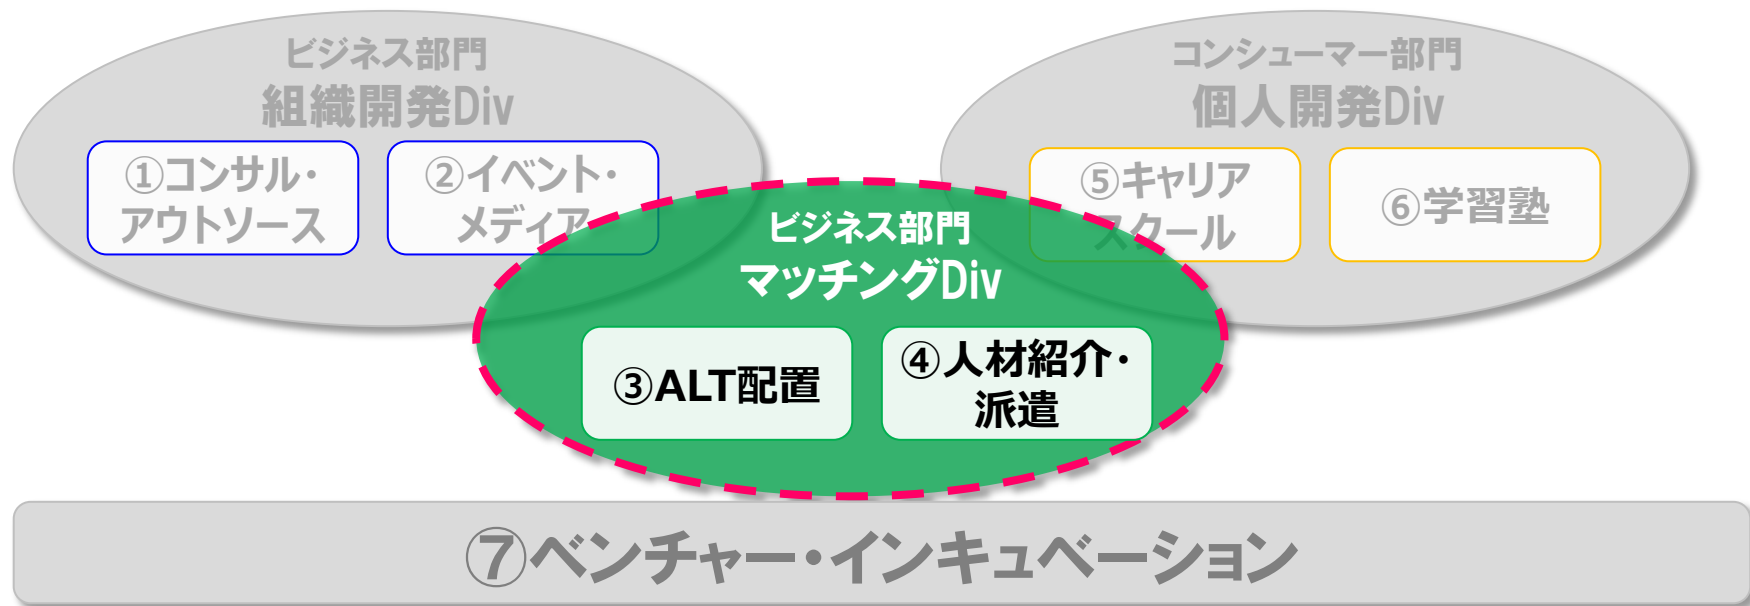 ビジネス部門
組織開発Div
①コンサル・
アウトソース
②イベント・
メディア
コンシューマー部門
個人開発Div
⑤キャリア
スクール
⑥学習塾
ビジネス部門
マッチングDiv
③ALT配置
④人材紹介・
派遣
⑦ベンチャー・インキュベーション